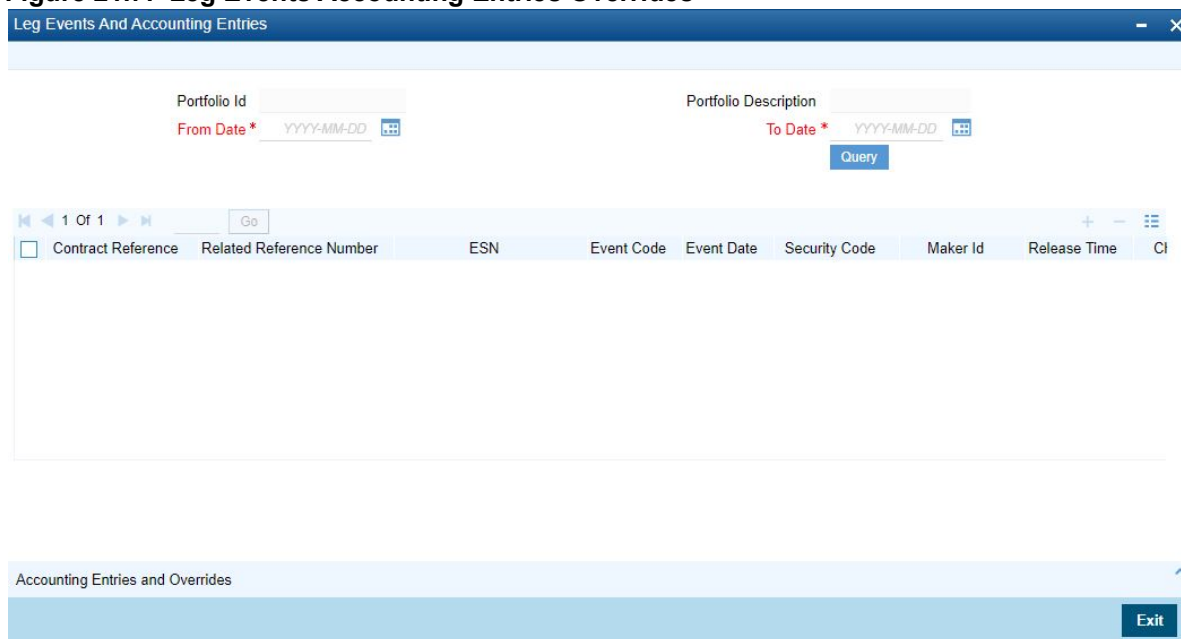 Leg Events And Accounting Entries
Portfolio Id
Portfolio Description
From Date * YYYY-MM-DD
To Date * YYYY-MM-DD
Query
1 Of 1 Go
Contract Reference Related Reference Number ESN Event Code Event Date Security Code Maker Id Release Time
Accounting Entries and Overrides
Exit